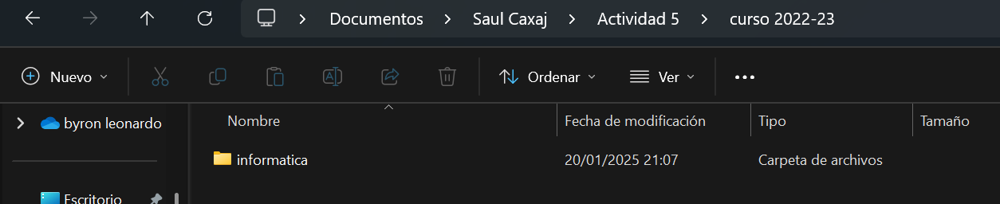 Documentos > Saul Caxaj > Actividad 5 > curso 2022-23
Nuevo Ordenar Ver
byron leonardo
Nombre Fecha de modificación Tipo Tamaño
informatica 20/01/2025 21:07 Carpeta de archivos
Escritorio